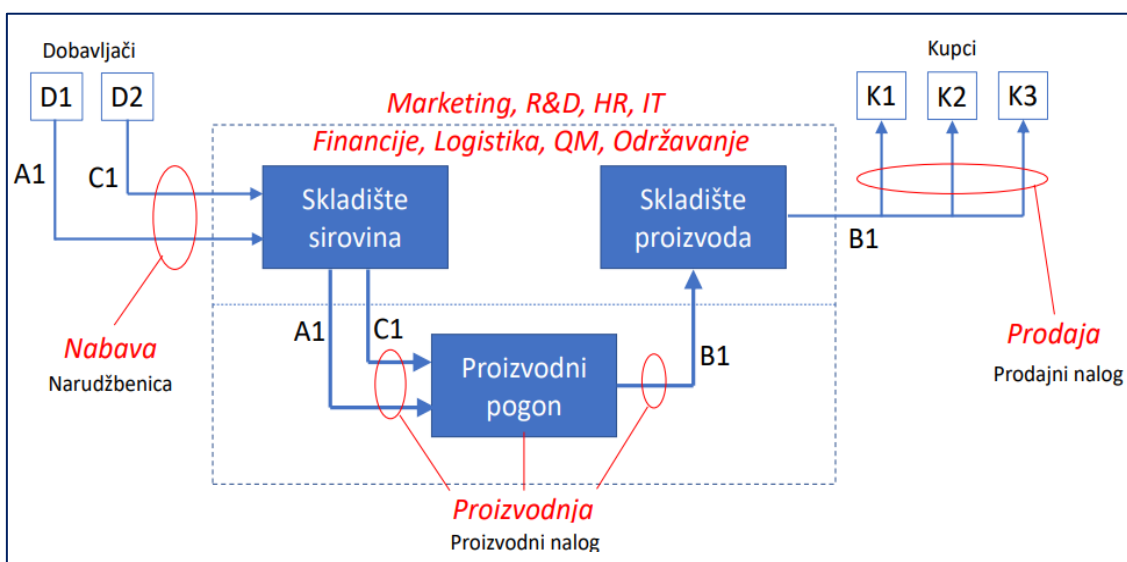 Dobavljači
D1
D2
Kupci
K1
K2
K3
Marketing, R&D, HR, IT
Financije, Logistika, QM, Održavanje
A1
C1
Skladište
sirovina
Skladište
proizvoda
B1
A1
C1
B1
Nabava
Narudžbenica
Proizvodni
pogon
Prodaja
Prodajni nalog
Proizvodnja
Proizvodni nalog